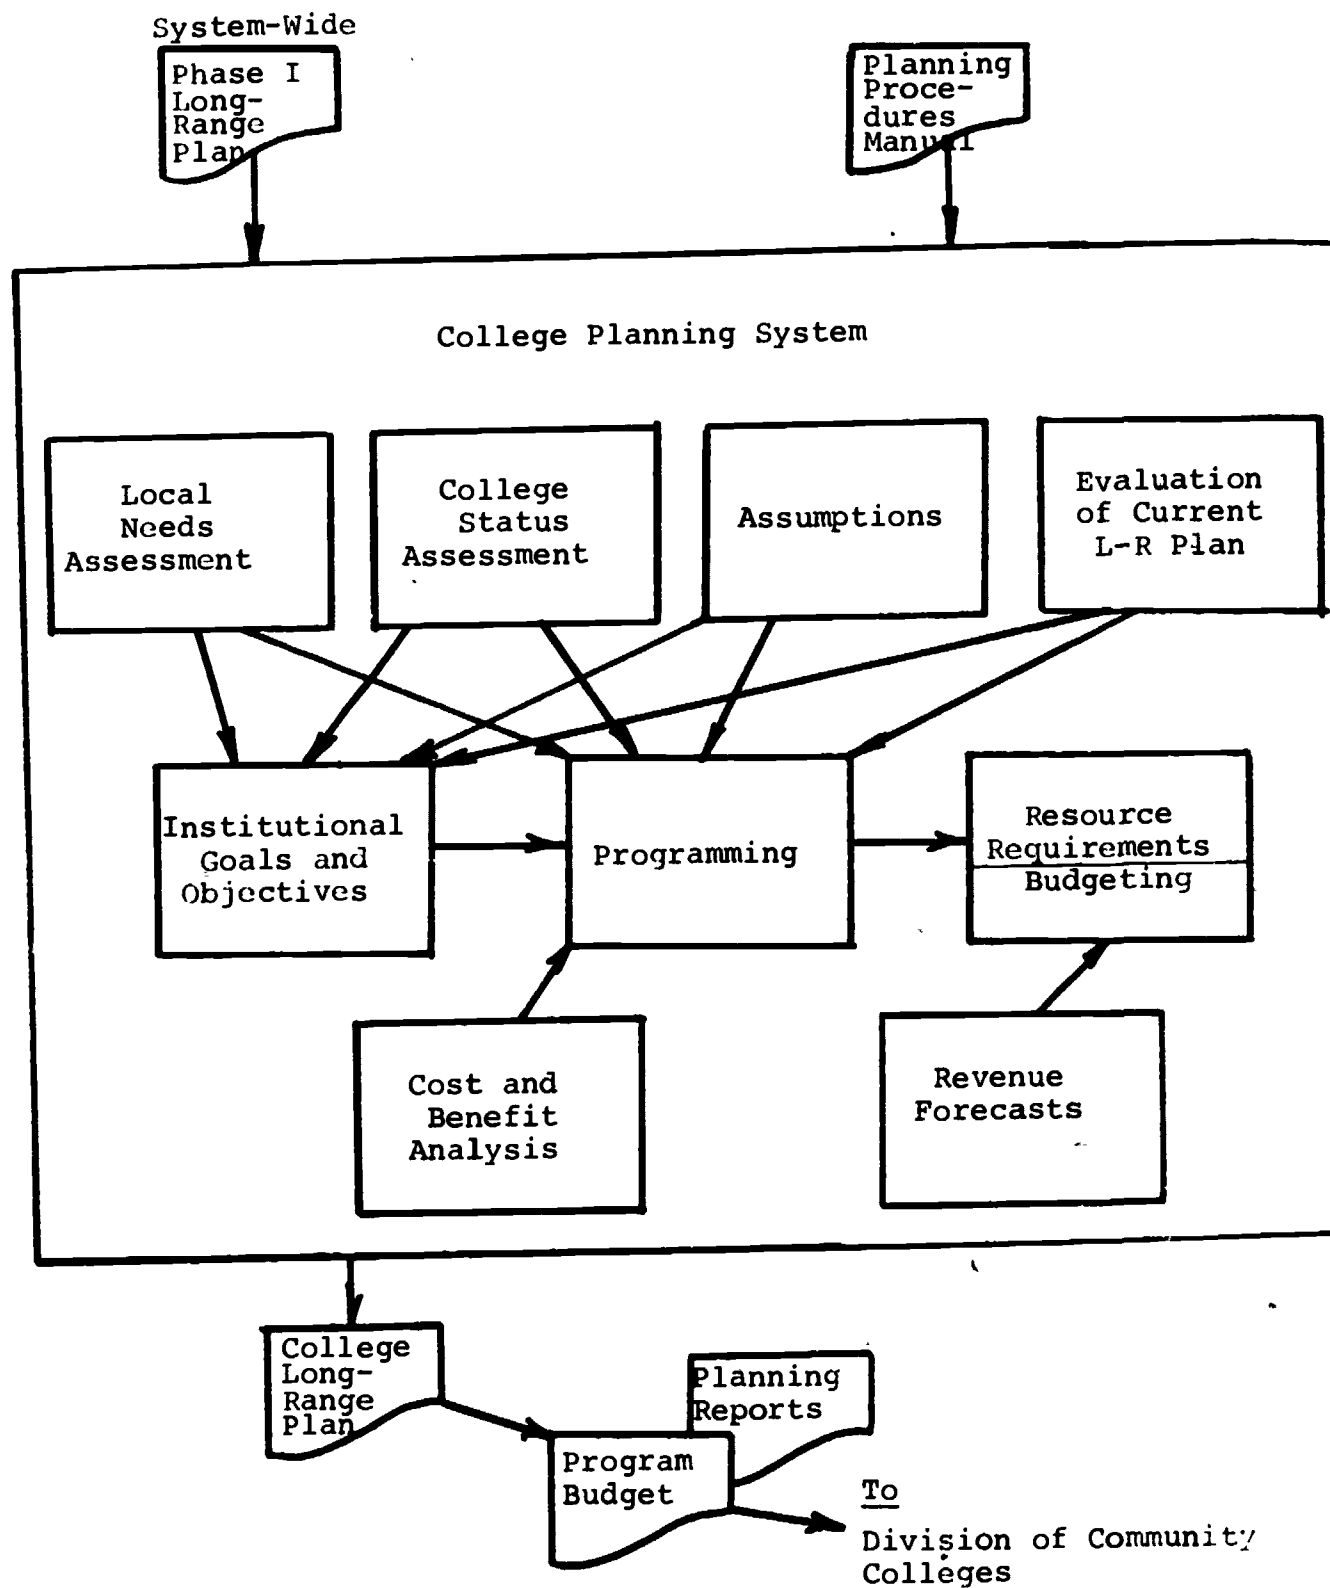 System-Wide
Phase I
Long-
Range
Plan
Planning
Proce-
dures
Manual
College Planning System
Local
Needs
Assessment
College
Status
Assessment
Assumptions
Evaluation
of Current
L-R Plan
Institutional
Goals and
Objectives
Programming
Resource
Requirements
Budgeting
Cost and
Benefit
Analysis
Revenue
Forecasts
College
Long-
Range
Plan
Planning
Reports
Program
Budget
To
Division of Community
Colleges